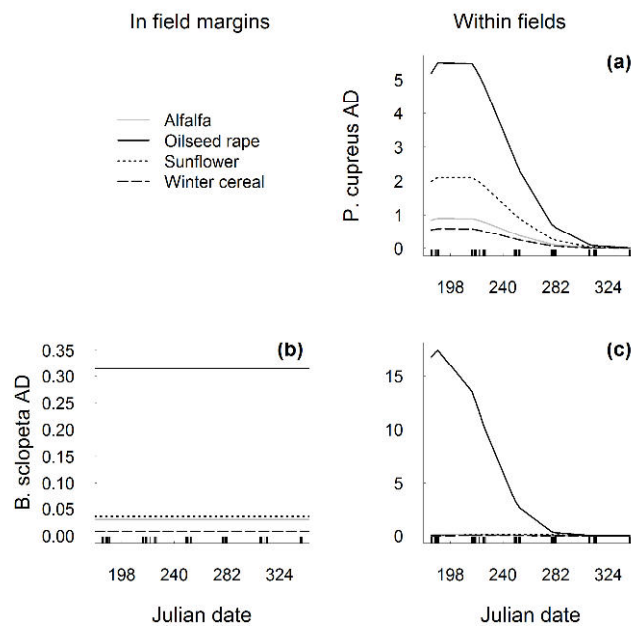 In field margins
Within fields
Alfalfa
Oilseed rape
Sunflower
Winter cereal
(a)
P. cupreus AD
5
4
3
2
1
0
198 240 282 324
(b)
B. sclopeta AD
0.35
0.30
0.25
0.20
0.15
0.10
0.05
0.00
198 240 282 324
Julian date
(c)
15
10
5
0
198 240 282 324
Julian date